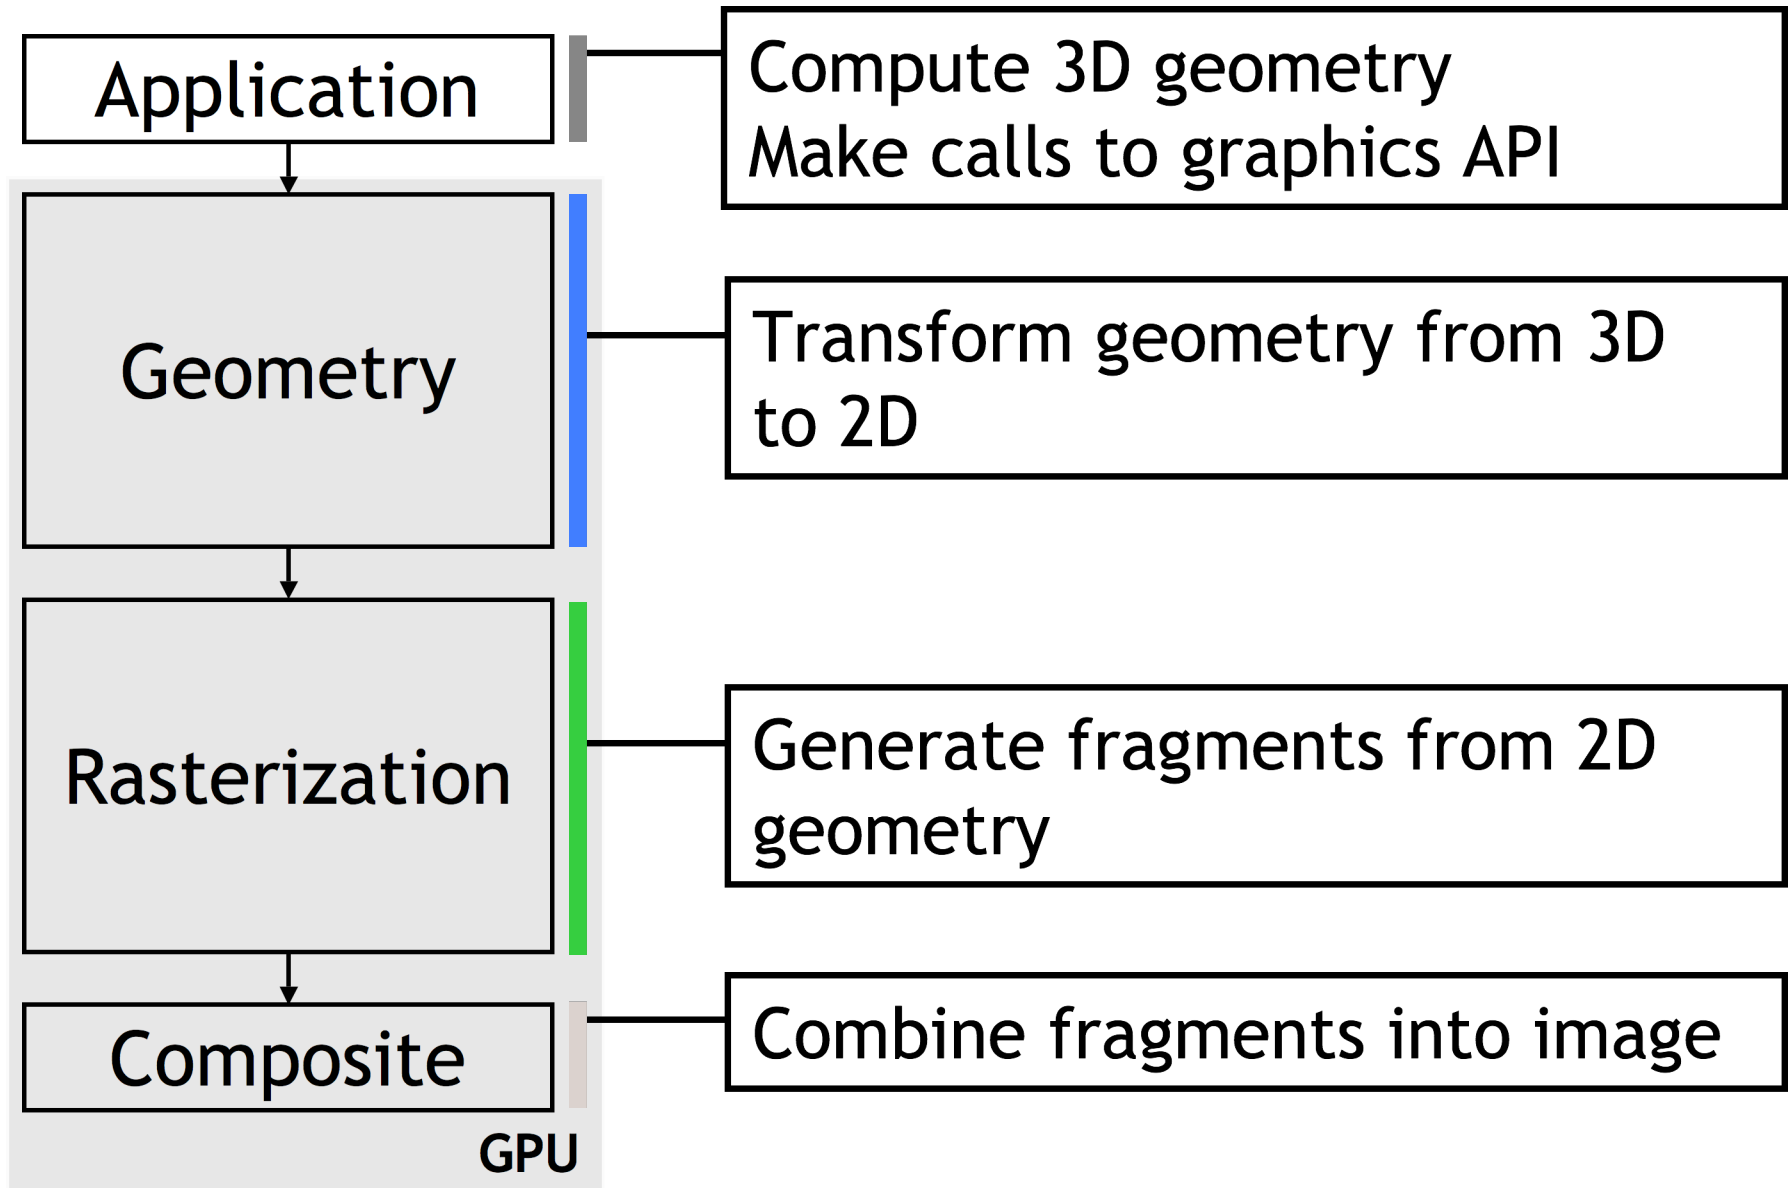 Application
Compute 3D geometry
Make calls to graphics API
Geometry
Transform geometry from 3D
to 2D
Rasterization
Generate fragments from 2D
geometry
Composite
Combine fragments into image
GPU